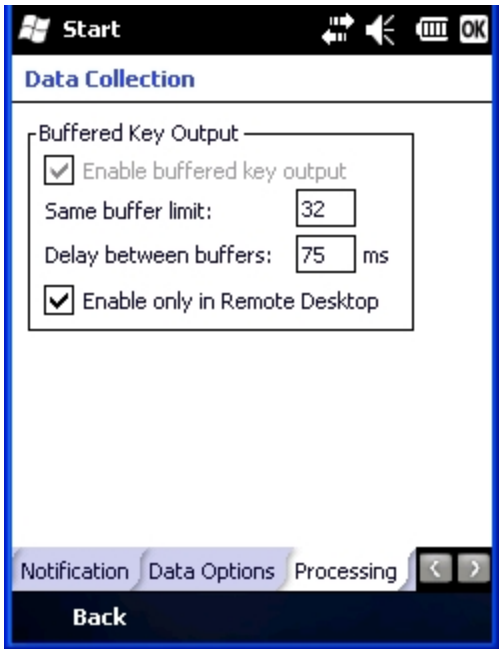 Start OK
Data Collection
Buffered Key Output
Enable buffered key output
Same buffer limit: 32
Delay between buffers: 75 ms
Enable only in Remote Desktop
Notification Data Options Processing
Back